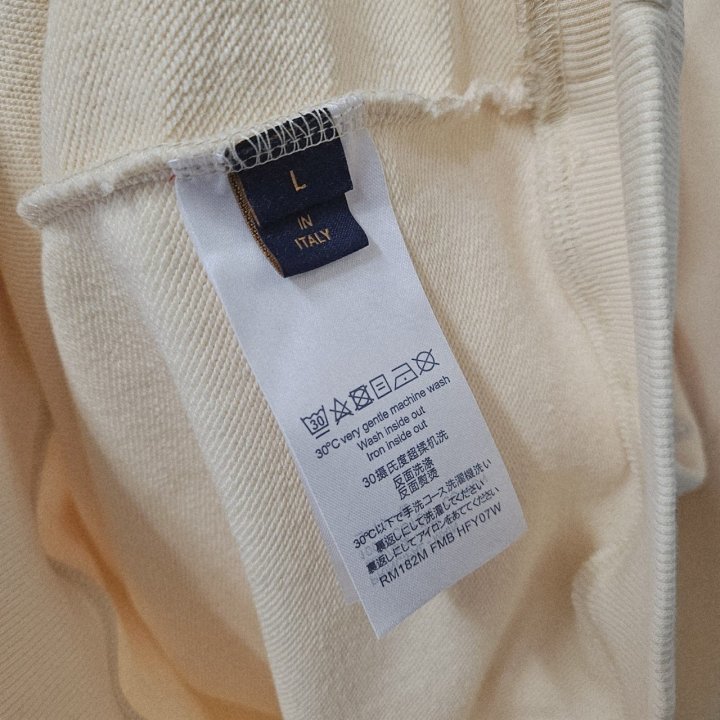 L
IN
ITALY
30
30°C very gentle machine wash
Wash inside out
Iron inside out
30摄氏度超揉机洗
反面洗涤
反面熨烫
30°C以下で手洗コース洗濯機洗い
裏返しにして洗濯してください
裏返しにしてアイロンをあててください
RM182M FMB HFY07W